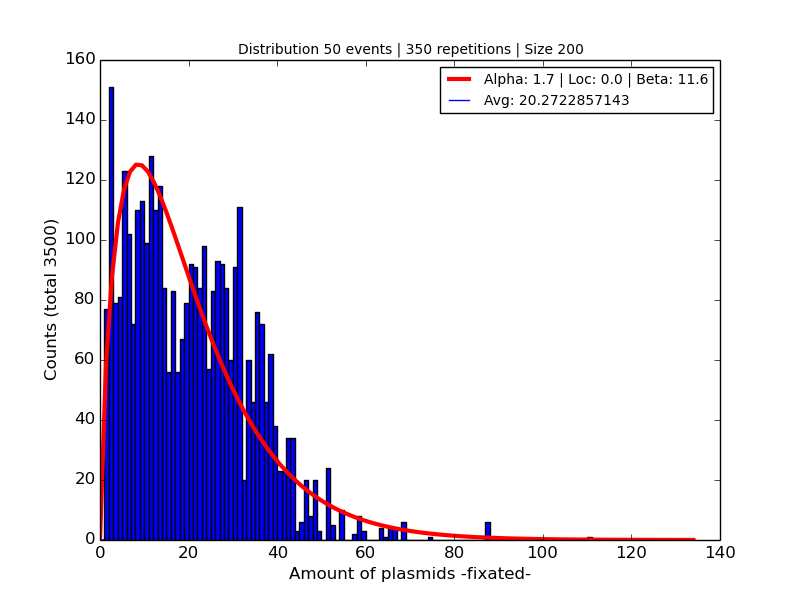 Distribution 50 events | 350 repetitions | Size 200
Alpha: 1.7 | Loc: 0.0 | Beta: 11.6
Avg: 20.2722857143
Counts (total 3500)
160
140
120
100
80
60
40
20
0
0 20 40 60 80 100 120 140
Amount of plasmids -fixated-